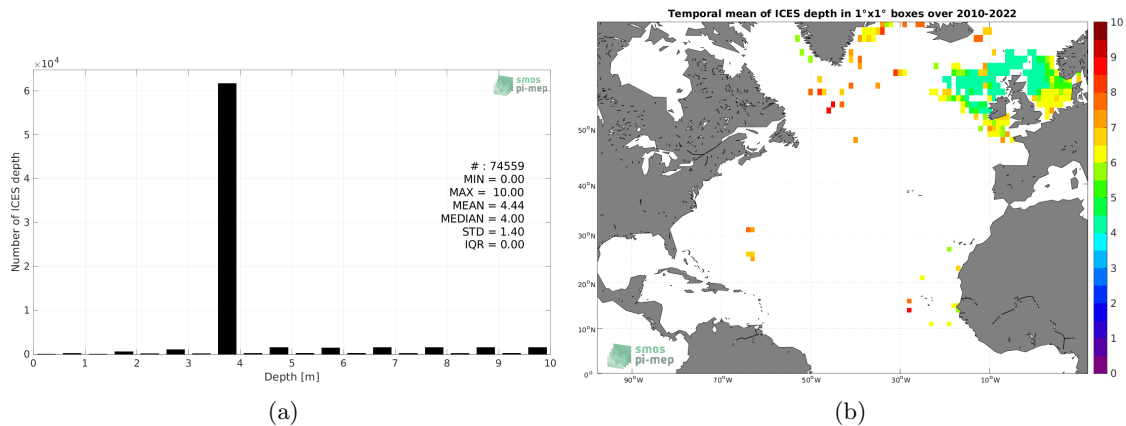 ×10⁴
6
5
4
3
2
1
0
Number of ICES depth
smos
pi-mep
# : 74559
MIN = 0.00
MAX = 10.00
MEAN = 4.44
MEDIAN = 4.00
STD = 1.40
IQR = 0.00
0 1 2 3 4 5 6 7 8 9 10
Depth [m]
(a)
Temporal mean of ICES depth in 1°x1° boxes over 2010-2022
50°N
40°N
30°N
20°N
10°N
0°
90°W 70°W 50°W 30°W 10°W
smos
pi-mep
10
9
8
7
6
5
4
3
2
1
0
(b)